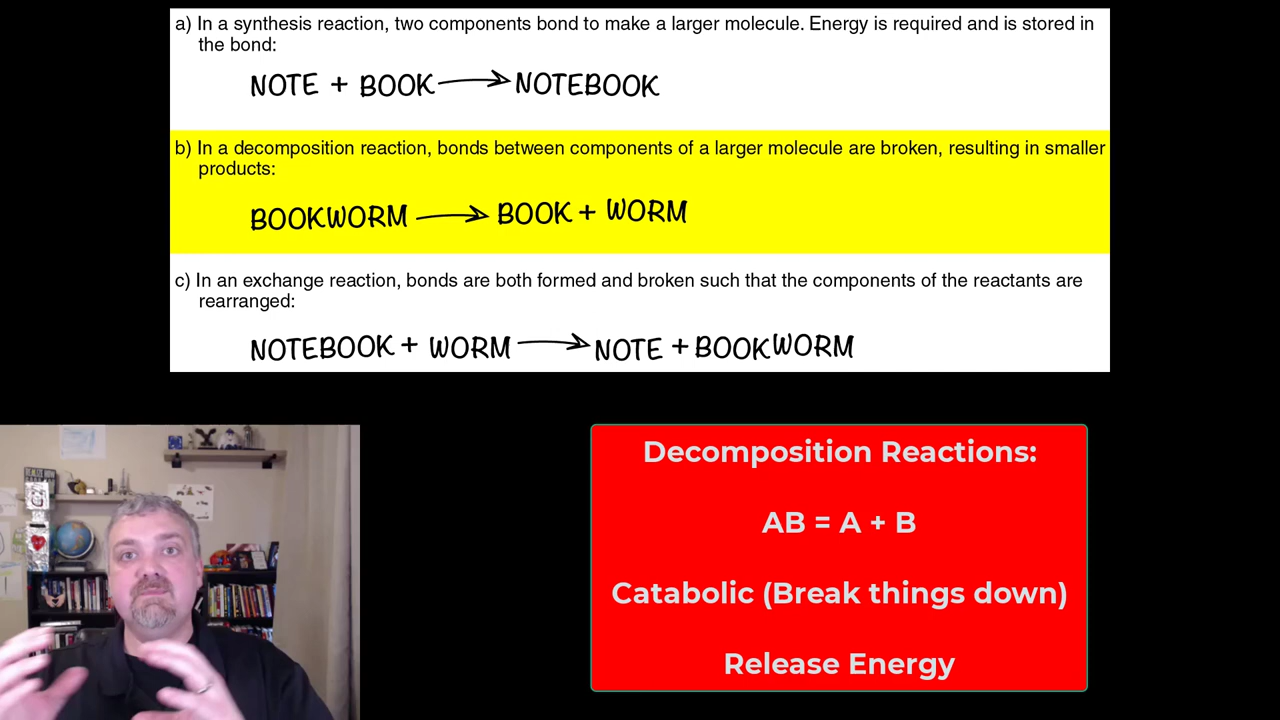 a) In a synthesis reaction, two components bond to make a larger molecule. Energy is required and is stored in
the bond:
NOTE + BOOK → NOTEBOOK
b) In a decomposition reaction, bonds between components of a larger molecule are broken, resulting in smaller
products:
BOOKWORM → BOOK + WORM
c) In an exchange reaction, bonds are both formed and broken such that the components of the reactants are
rearranged:
NOTEBOOK + WORM → NOTE + BOOKWORM
Decomposition Reactions:
AB = A + B
Catabolic (Break things down)
Release Energy